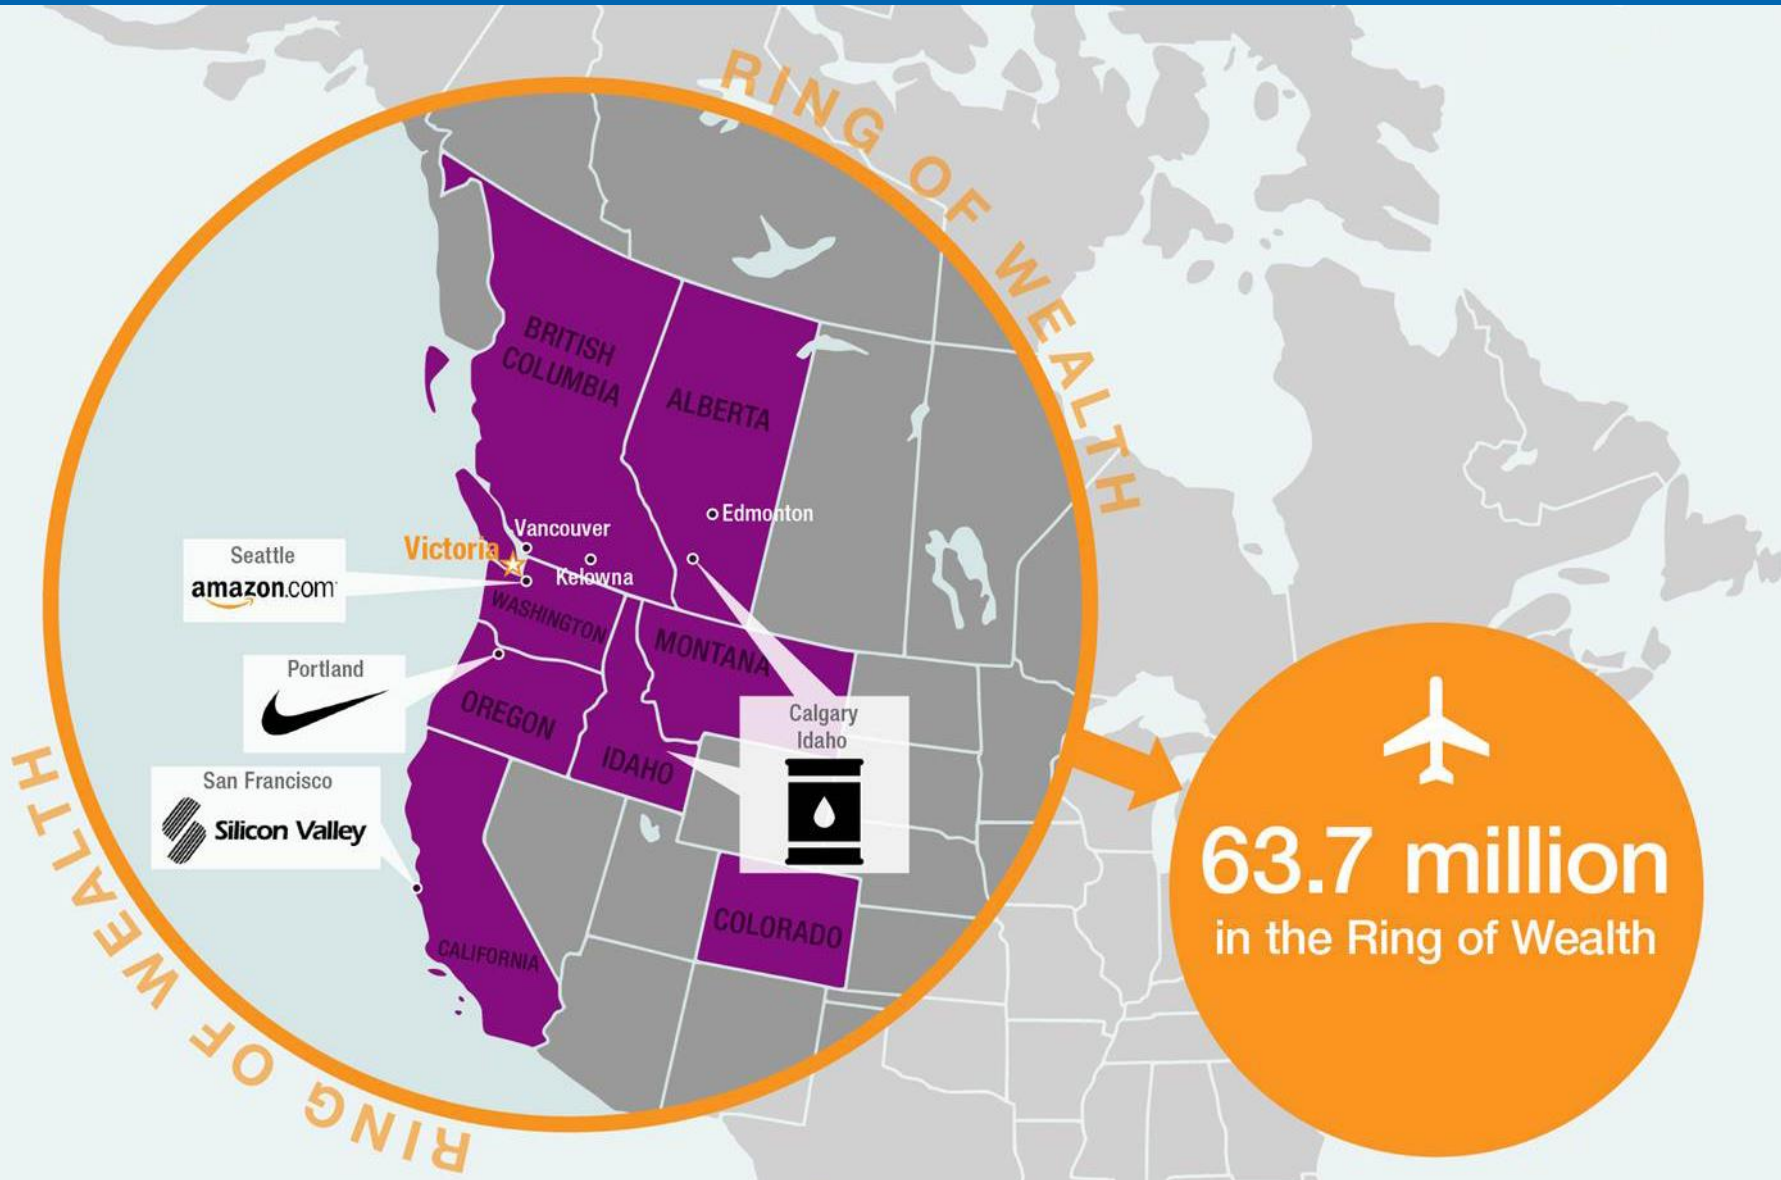 RING OF WEALTH
BRITISH
COLUMBIA
ALBERTA
Edmonton
Vancouver
Victoria
Kelowna
Seattle
amazon.com
WASHINGTON
MONTANA
Portland
OREGON
IDAHO
Calgary
Idaho
San Francisco
Silicon Valley
COLORADO
CALIFORNIA
63.7 million
in the Ring of Wealth
RING OF WEALTH